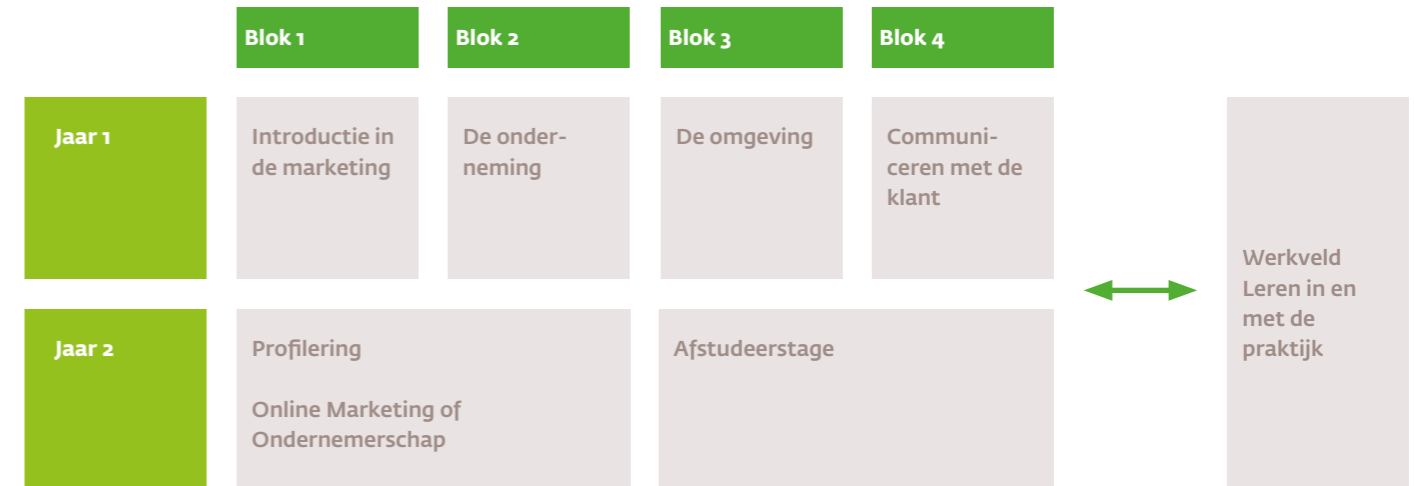 Blok 1
Blok 2
Blok 3
Blok 4
Jaar 1
Introductie in
de marketing
De onder-
neming
De omgeving
Communi-
ceren met de
klant
Jaar 2
Profilering
Online Marketing of
Ondernemerschap
Afstudeerstage
Werkveld
Leren in en
met de
praktijk